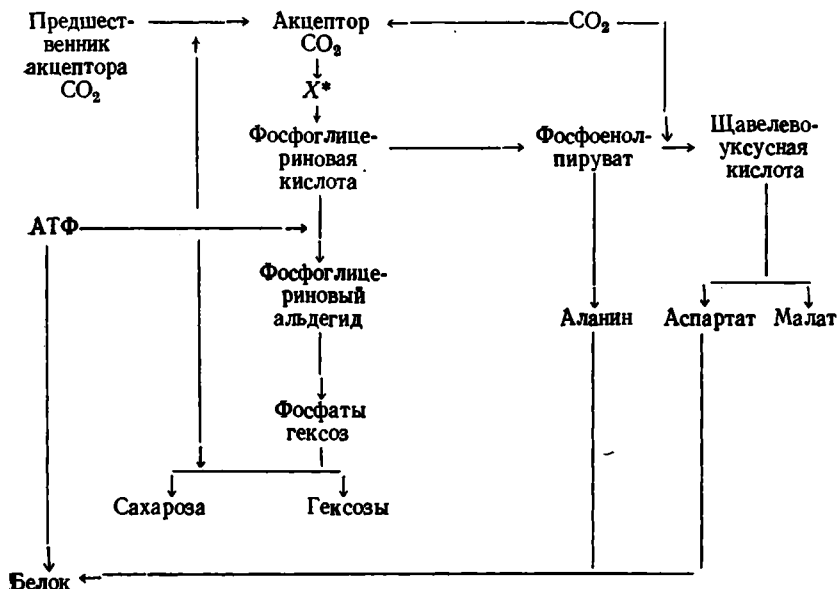 Предшест-
венник
акцептора
CO₂
Акцептор
CO₂
CO₂
X*
Фосфоглице-
риновая
кислота
Фосфоенол-
пируват
Щавелево-
уксусная
кислота
АТФ
Фосфоглице-
риновый
альдегид
Аланин
Аспартат
Малат
Фосфаты
гексоз
Сахароза
Гексозы
Белок